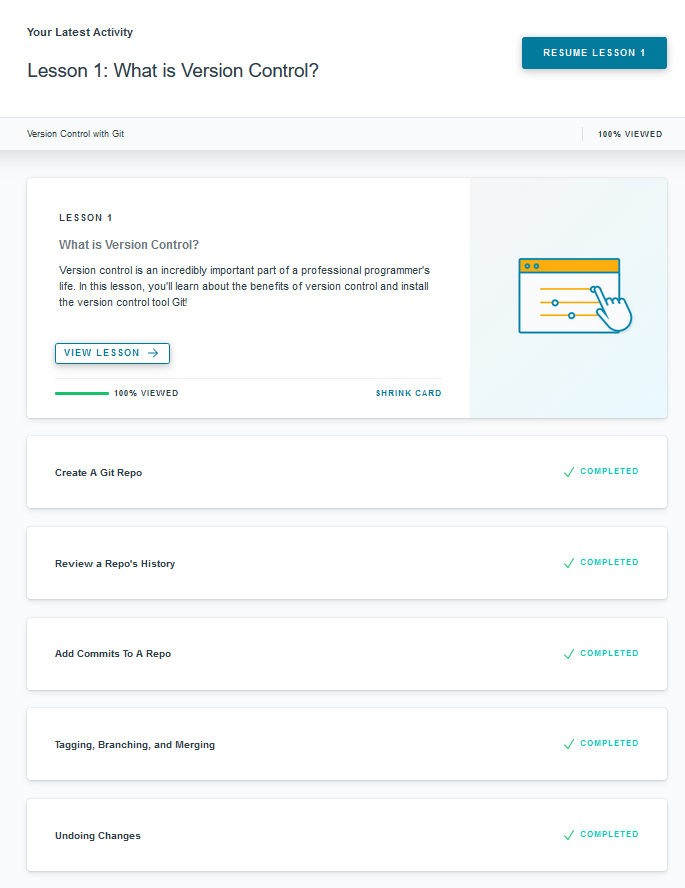 Your Latest Activity
RESUME LESSON 1
Lesson 1: What is Version Control?
Version Control with Git
100% VIEWED
LESSON 1
What is Version Control?
Version control is an incredibly important part of a professional programmer's
life. In this lesson, you'll learn about the benefits of version control and install
the version control tool Git!
VIEW LESSON
100% VIEWED
SHRINK CARD
Create A Git Repo
COMPLETED
Review a Repo's History
COMPLETED
Add Commits To A Repo
COMPLETED
Tagging, Branching, and Merging
COMPLETED
Undoing Changes
COMPLETED